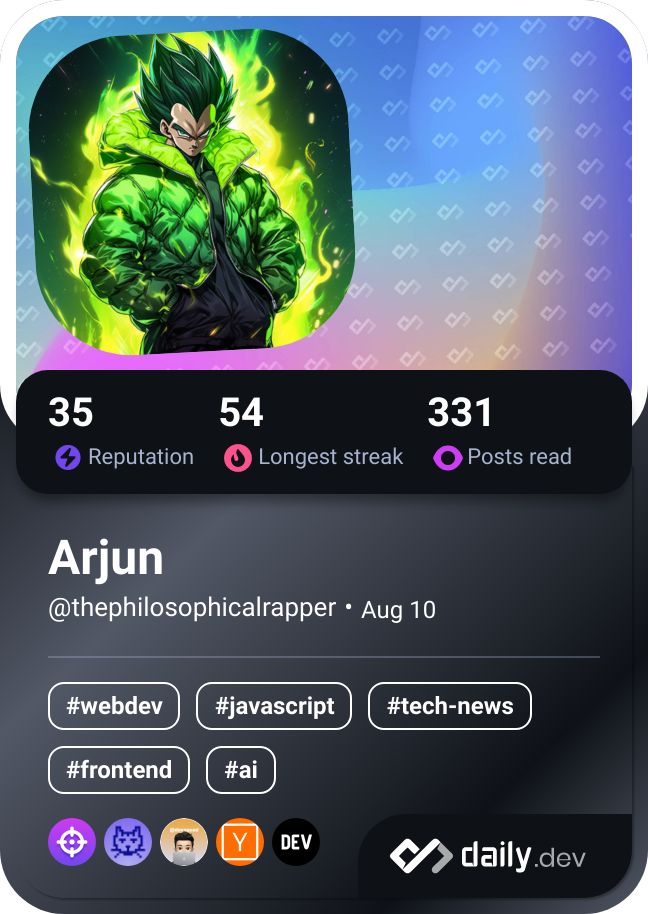 35 54 331
Reputation Longest streak Posts read
Arjun
@thephilosophicalrapper • Aug 10
#webdev #javascript #tech-news
#frontend #ai
Y DEV
daily.dev